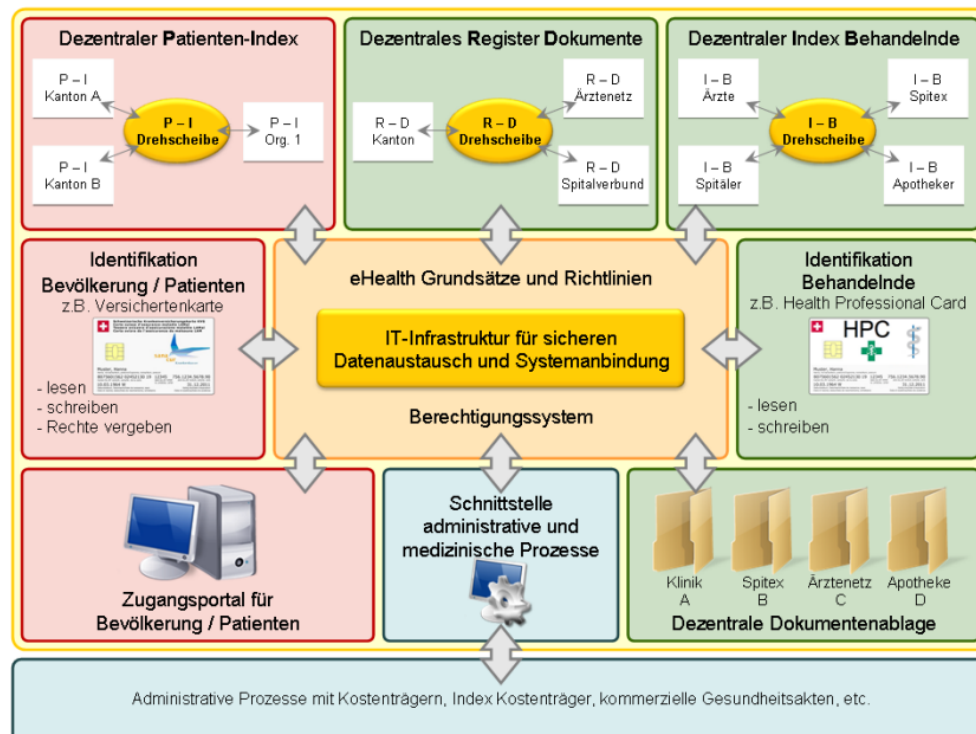 Dezentraler Patienten-Index
P – I
Kanton A
P – I
Drehscheibe
P – I
Org. 1
P – I
Kanton B
Dezentrales Register Dokumente
R – D
Ärztenetz
R – D
Kanton
R – D
Drehscheibe
R – D
Spitalverbund
Dezentraler Index Behandelnde
I – B
Ärzte
I – B
Spitex
I – B
Drehscheibe
I – B
Spitäler
I – B
Apotheker
Identifikation
Bevölkerung / Patienten
z.B. Versichertenkarte
- lesen
- schreiben
- Rechte vergeben
eHealth Grundsätze und Richtlinien
IT-Infrastruktur für sicheren
Datenaustausch und Systemanbindung
Berechtigungssystem
Identifikation
Behandelnde
z.B. Health Professional Card
HPC
- lesen
- schreiben
Zugangsportal für
Bevölkerung / Patienten
Schnittstelle
administrative und
medizinische Prozesse
Klinik
A
Spitex
B
Ärztenetz
C
Apotheke
D
Dezentrale Dokumentenablage
Administrative Prozesse mit Kostenträgern, Index Kostenträger, kommerzielle Gesundheitsakten, etc.